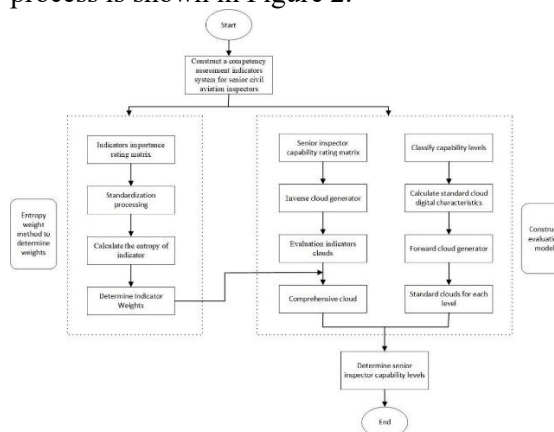 process is shown in Figure 2.
Start
Construct a competency
assessment indicators
system for senior civil
aviation inspectors
Indicators importance
rating matrix
Standardization
processing
Calculate the entropy of
indicator
Determine Indicator
Weights
Entropy
weight
method to
determine
weights
Senior inspector
capability rating matrix
Inverse cloud generator
Evaluation indicators
clouds
Comprehensive cloud
Classify capability levels
Calculate standard cloud
digital characteristics
Forward cloud generator
Standard clouds for each
level
Construc
evaluation
model
Determine senior
inspector capability levels
End